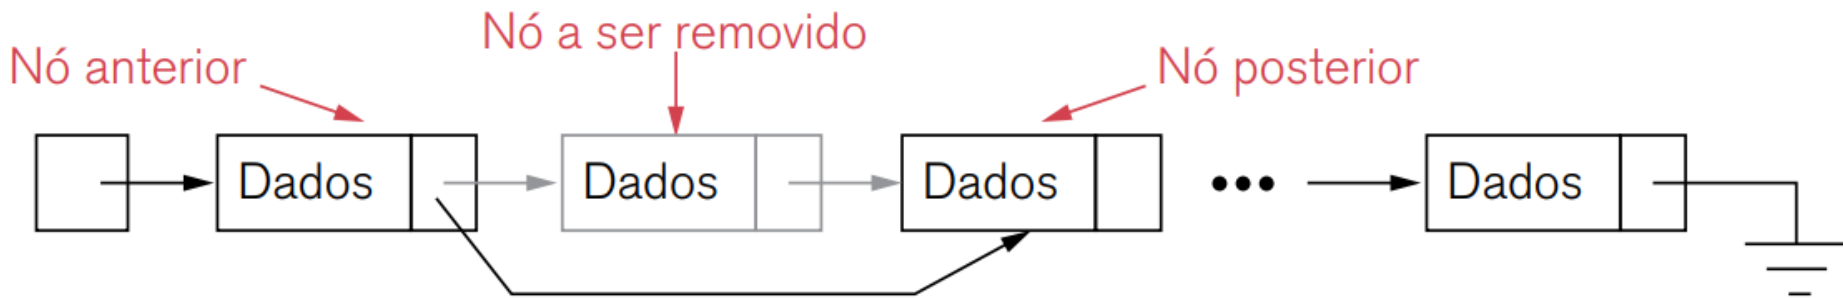 Nó a ser removido
Nó anterior
Nó posterior
Dados
Dados
Dados
Dados